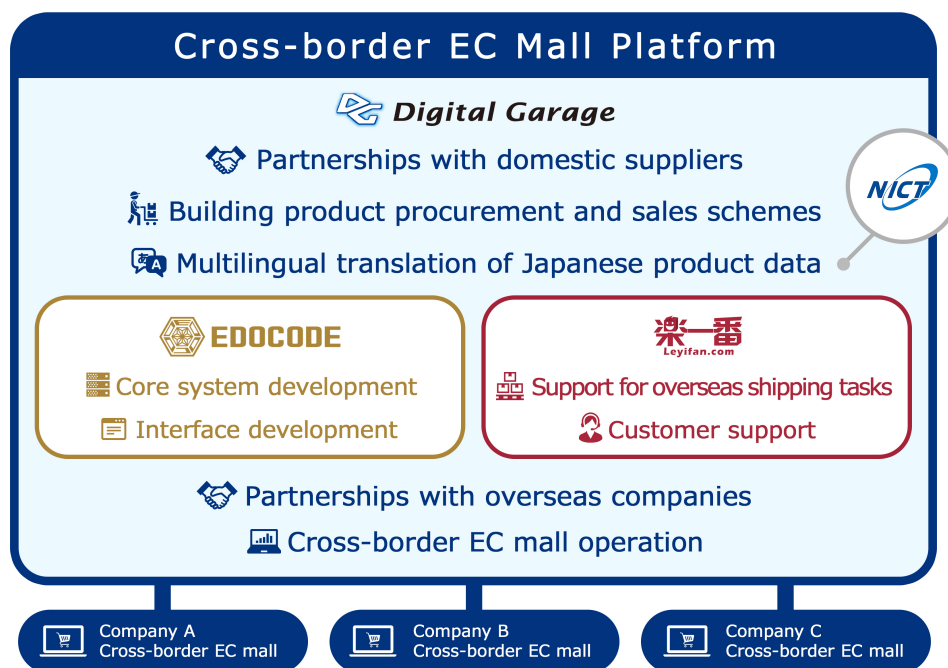 Cross-border EC Mall Platform
DG Digital Garage
Partnerships with domestic suppliers
NICT
Building product procurement and sales schemes
あA Multilingual translation of Japanese product data
EDOCODE
Core system development
Interface development
楽一番
Leyifan.com
Support for overseas shipping tasks
Customer support
Partnerships with overseas companies
Cross-border EC mall operation
Company A
Cross-border EC mall
Company B
Cross-border EC mall
Company C
Cross-border EC mall